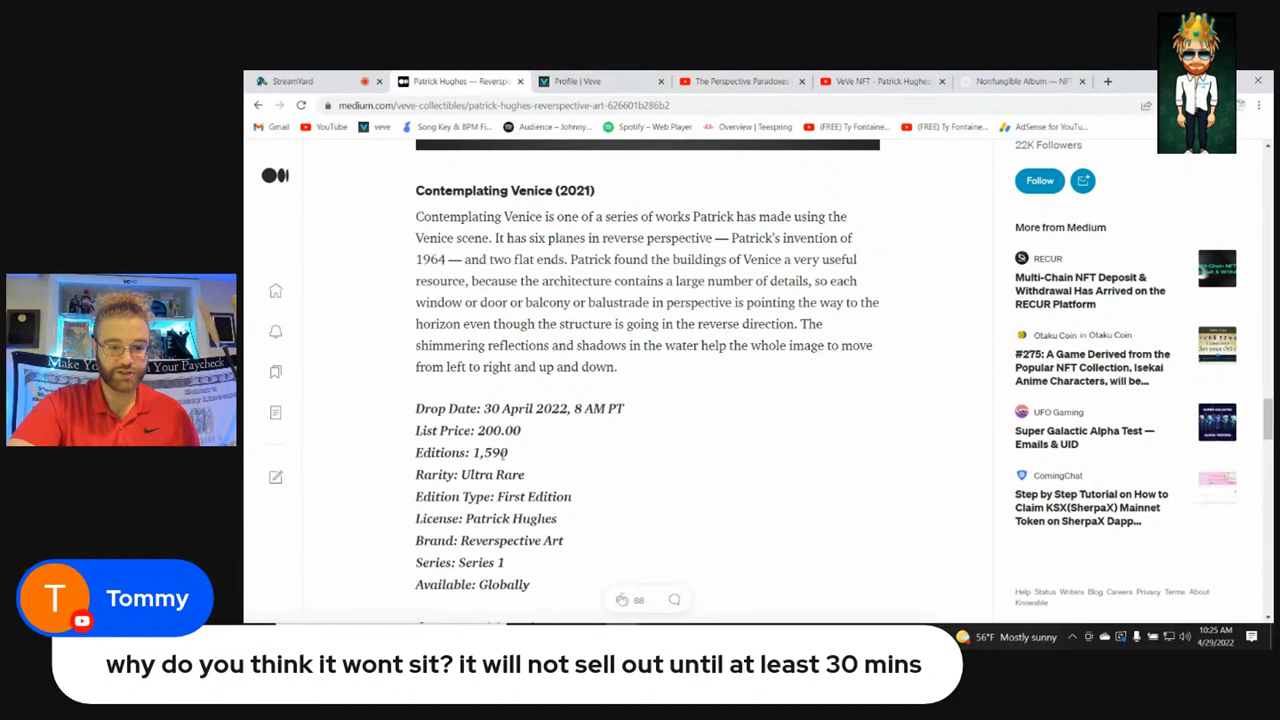 StreamYard
Patrick Hughes — Reversp
Profile | Veve
The Perspective Paradoxes
VeVe NFT - Patrick Hughes
Nonfungible Album — NF
medium.com/veve-collectibles/patrick-hughes-reverspective-art-626601b286b2
Gmail
YouTube
veve
Song Key & BPM Fi...
Audience – Johnny...
Spotify – Web Player
Overview | Teespring
(FREE) Ty Fontaine...
(FREE) Ty Fontaine...
AdSense for YouTu...
22K Followers
Follow
Contemplating Venice (2021)
Contemplating Venice is one of a series of works Patrick has made using the
Venice scene. It has six planes in reverse perspective — Patrick's invention of
1964 — and two flat ends. Patrick found the buildings of Venice a very useful
resource, because the architecture contains a large number of details, so each
window or door or balcony or balustrade in perspective is pointing the way to the
horizon even though the structure is going in the reverse direction. The
shimmering reflections and shadows in the water help the whole image to move
from left to right and up and down.
Drop Date: 30 April 2022, 8 AM PT
List Price: 200.00
Editions: 1,590
Rarity: Ultra Rare
Edition Type: First Edition
License: Patrick Hughes
Brand: Reverspective Art
Series: Series 1
Available: Globally
88
More from Medium
RECUR
Multi-Chain NFT Deposit &
Withdrawal Has Arrived on the
RECUR Platform
Otaku Coin in Otaku Coin
#275: A Game Derived from the
Popular NFT Collection, Isekai
Anime Characters, will be...
UFO Gaming
Super Galactic Alpha Test —
Emails & UID
ComingChat
Step by Step Tutorial on How to
Claim KSX(SherpaX) Mainnet
Token on SherpaX Dapp...
Help Status Writers Blog Careers Privacy Terms About
Knowable
56°F Mostly sunny
10:25 AM
4/29/2022
T
Tommy
why do you think it wont sit? it will not sell out until at least 30 mins